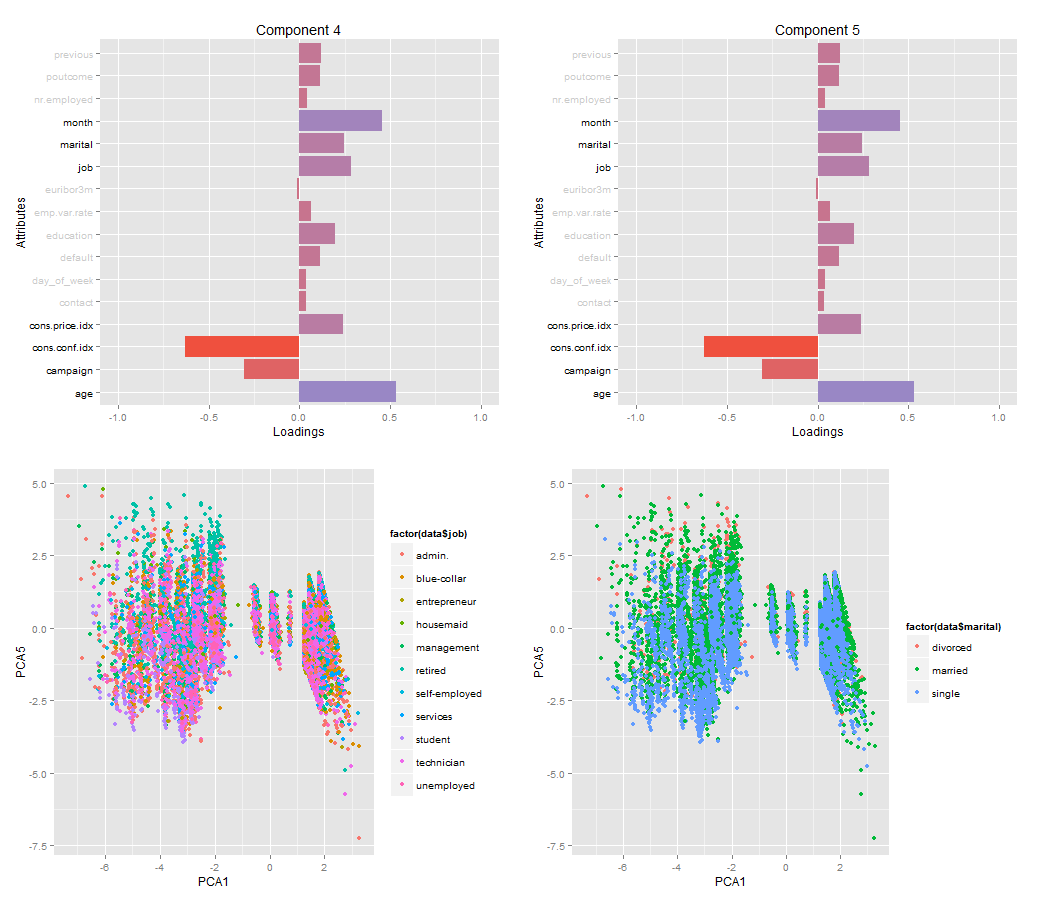 Component 4
previous
poutcome
nr.employed
month
marital
job
euribor3m
emp.var.rate
education
default
day_of_week
contact
cons.price.idx
cons.conf.idx
campaign
age
Attributes
-1.0 -0.5 0.0 0.5 1.0
Loadings
Component 5
previous
poutcome
nr.employed
month
marital
job
euribor3m
emp.var.rate
education
default
day_of_week
contact
cons.price.idx
cons.conf.idx
campaign
age
Attributes
-1.0 -0.5 0.0 0.5 1.0
Loadings
5.0
2.5
0.0
-2.5
-5.0
-7.5
PCA5
-6 -4 -2 0 2
PCA1
factor(data$job)
admin.
blue-collar
entrepreneur
housemaid
management
retired
self-employed
services
student
technician
unemployed
5.0
2.5
0.0
-2.5
-5.0
-7.5
PCA5
-6 -4 -2 0 2
PCA1
factor(data$marital)
divorced
married
single